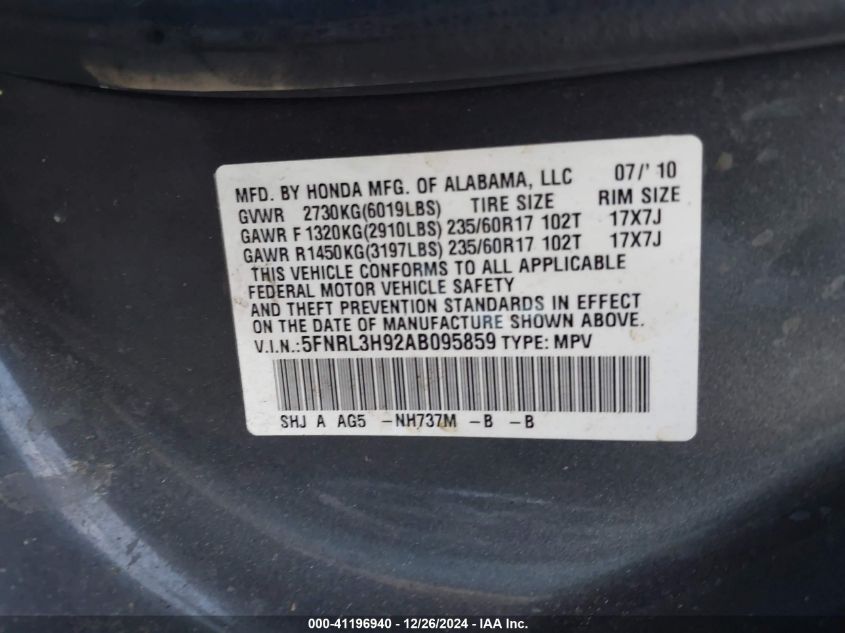 MFD. BY HONDA MFG. OF ALABAMA, LLC 07/' 10
GVWR 2730KG(6019LBS) TIRE SIZE RIM SIZE
GAWR F 1320KG(2910LBS) 235/60R17 102T 17X7J
GAWR R1450KG(3197LBS) 235/60R17 102T 17X7J
THIS VEHICLE CONFORMS TO ALL APPLICABLE
FEDERAL MOTOR VEHICLE SAFETY
AND THEFT PREVENTION STANDARDS IN EFFECT
ON THE DATE OF MANUFACTURE SHOWN ABOVE.
V.I.N.:5FNRL3H92AB095859 TYPE: MPV
SHJ A AG5 -NH737M -B -B
000-41196940 - 12/26/2024 - IAA Inc.